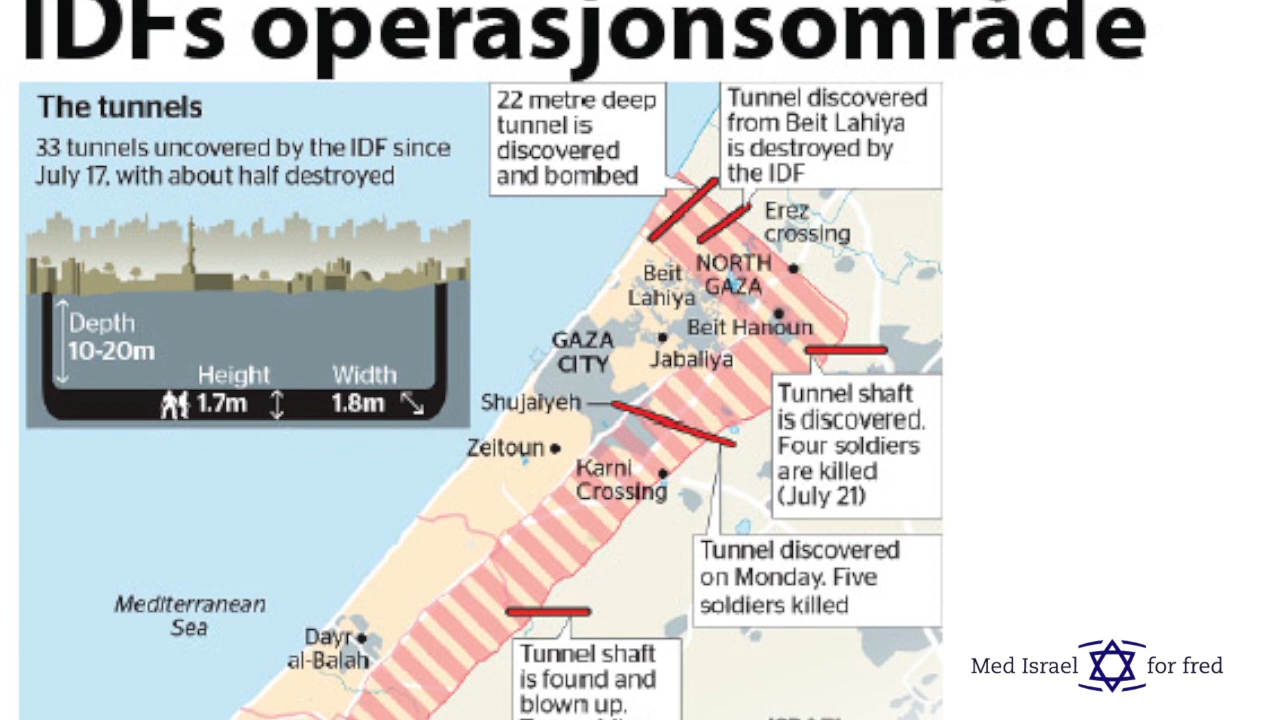 IDFs operasjonsområde
The tunnels
33 tunnels uncovered by the IDF since
July 17, with about half destroyed
Depth
10-20m
Height
1.7m
Width
1.8m
22 metre deep
tunnel is
discovered
and bombed
Tunnel discovered
from Beit Lahiya
is destroyed by
the IDF
Erez
crossing
NORTH
GAZA
Beit
Lahiya
Beit Hanoun
GAZA
CITY
Jabaliya
Shujaiyeh
Zeitoun
Karni
Crossing
Tunnel shaft
is discovered.
Four soldiers
are killed
(July 21)
Tunnel discovered
on Monday. Five
soldiers killed
Mediterranean
Sea
Dayr
al-Balah
Tunnel shaft
is found and
blown up.
Med Israel for fred